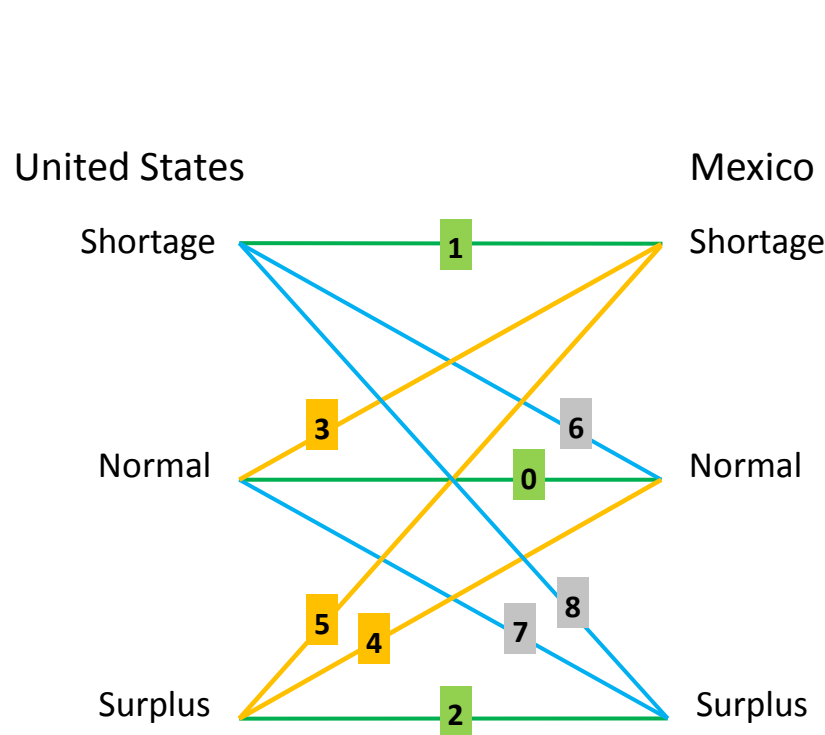 United States Mexico
Shortage 1 Shortage
3 6
Normal 0 Normal
5 4 7 8
Surplus 2 Surplus